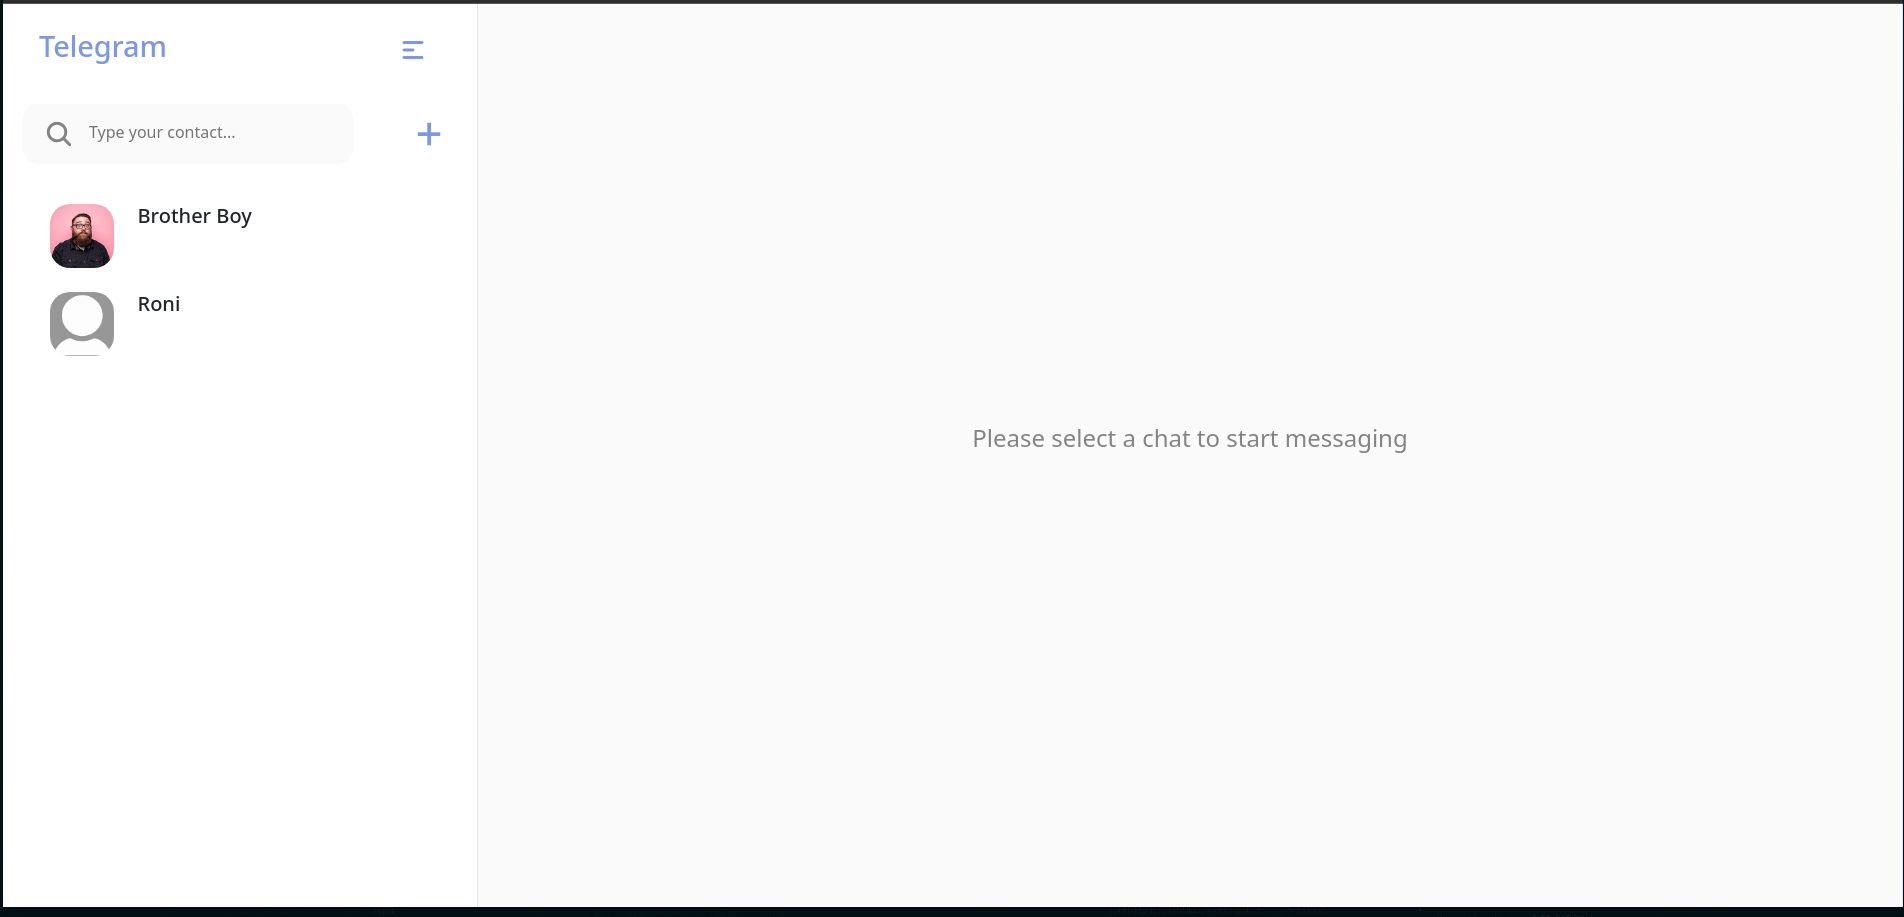 Telegram
Type your contact...
Brother Boy
Roni
Please select a chat to start messaging